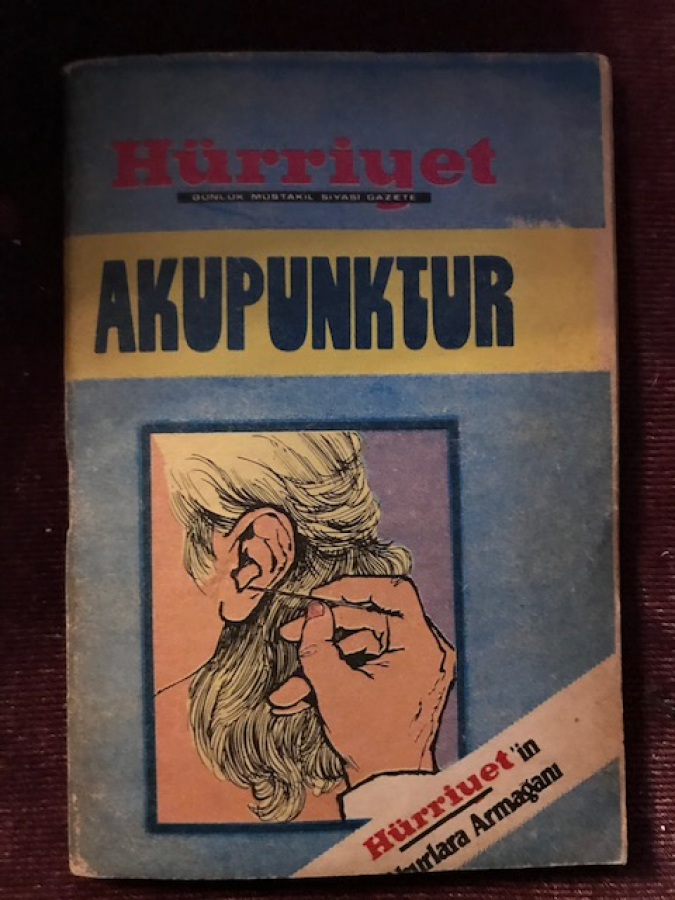 Hürriyet
GÜNLÜK MÜSTAKİL SİYASİ GAZETE
AKUPUNKTUR
Hürriyet'in
Armağanı